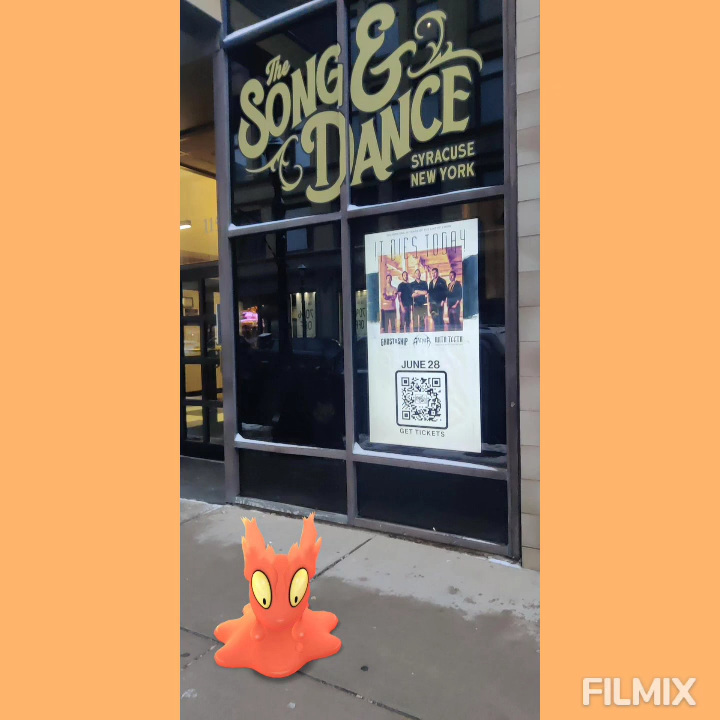 The
SONG &
DANCE
SYRACUSE
NEW YORK
IT DIES TODAY
JUNE 28
GET TICKETS
FILMIX